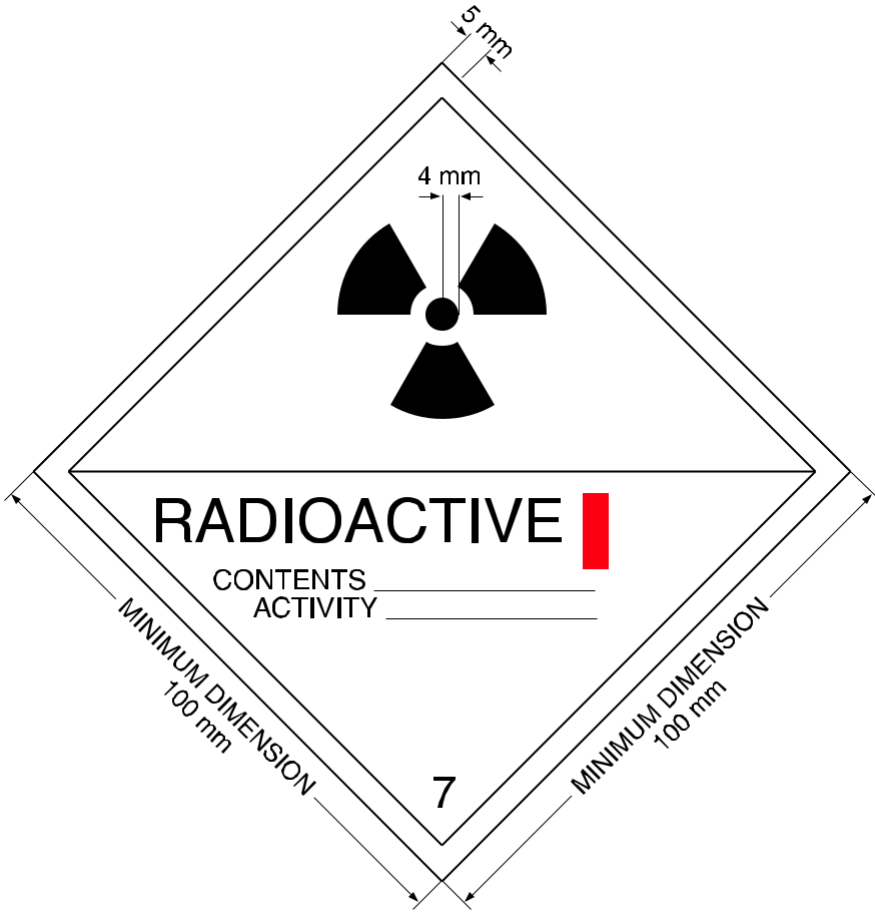 5 mm
4 mm
RADIOACTIVE I
CONTENTS
ACTIVITY
MINIMUM DIMENSION
100 mm
MINIMUM DIMENSION
100 mm
7